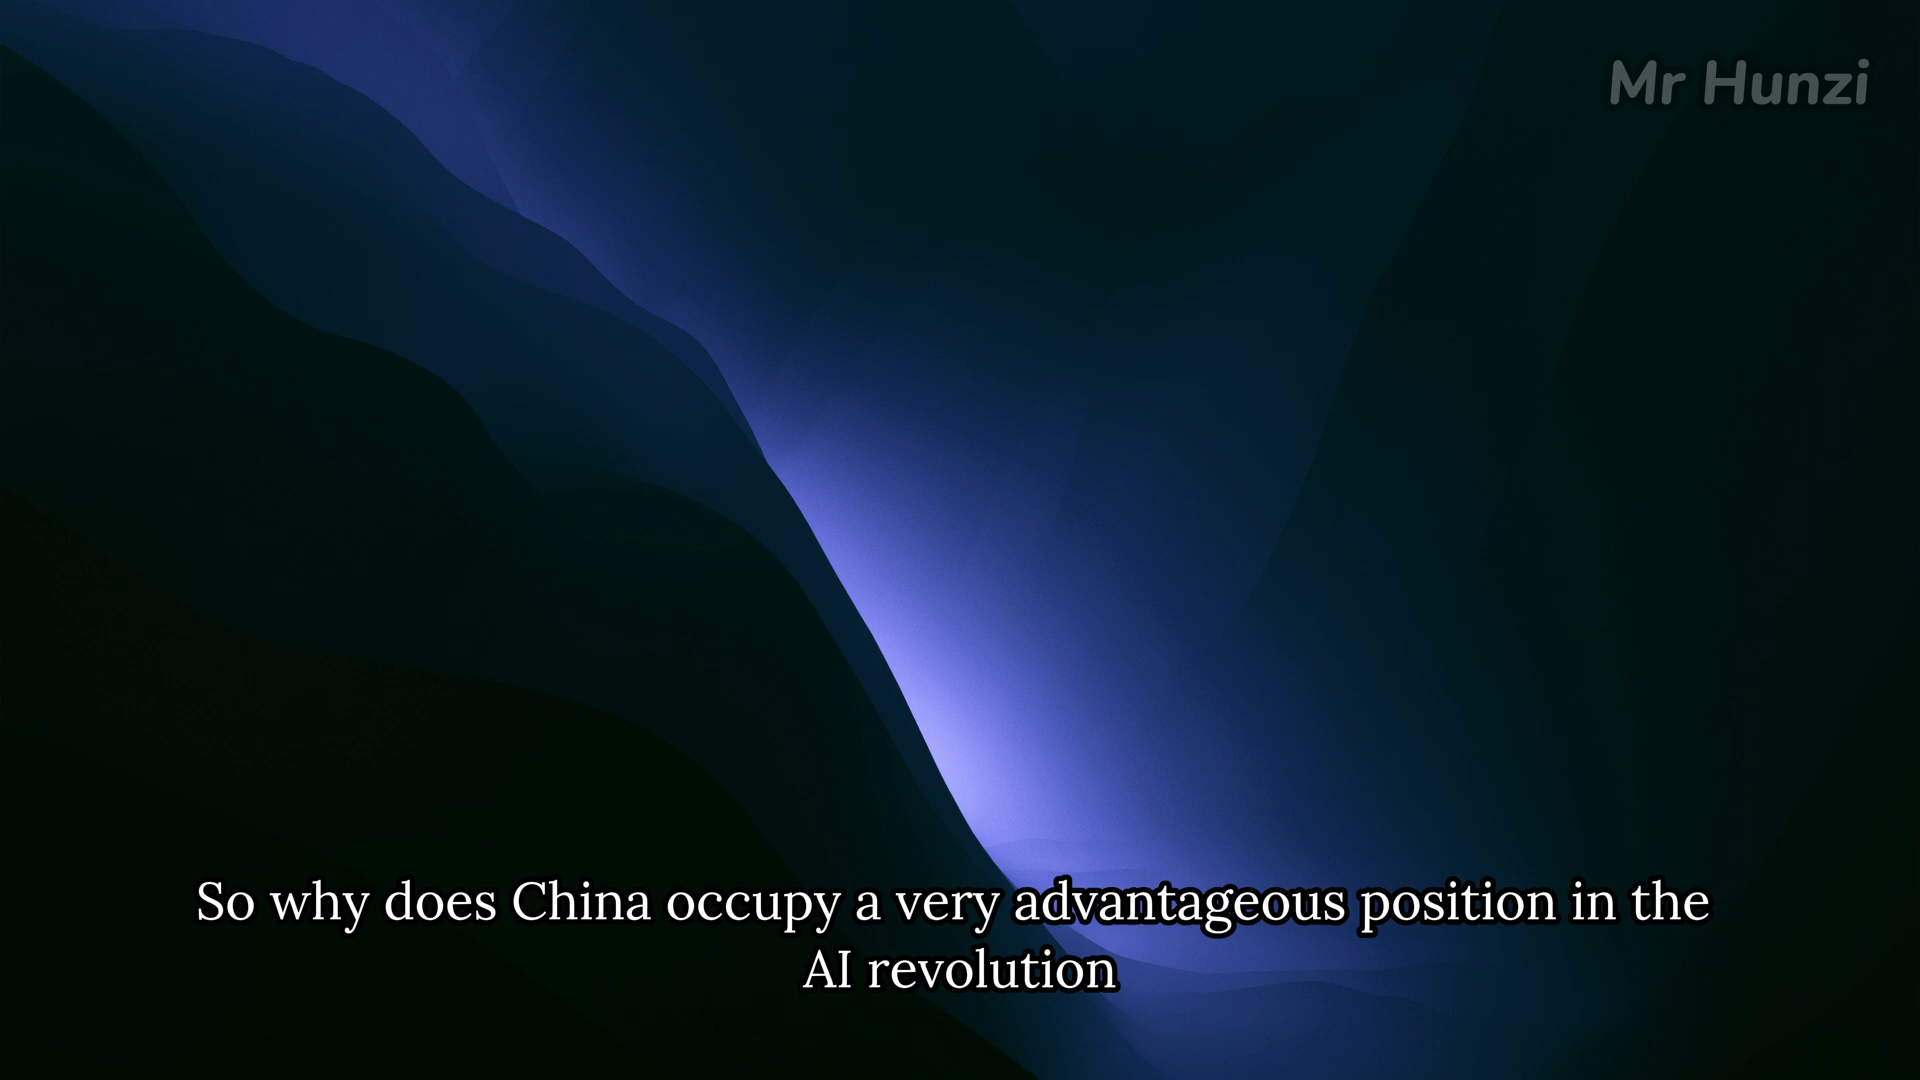 Mr Hunzi
So why does China occupy a very advantageous position in the
AI revolution